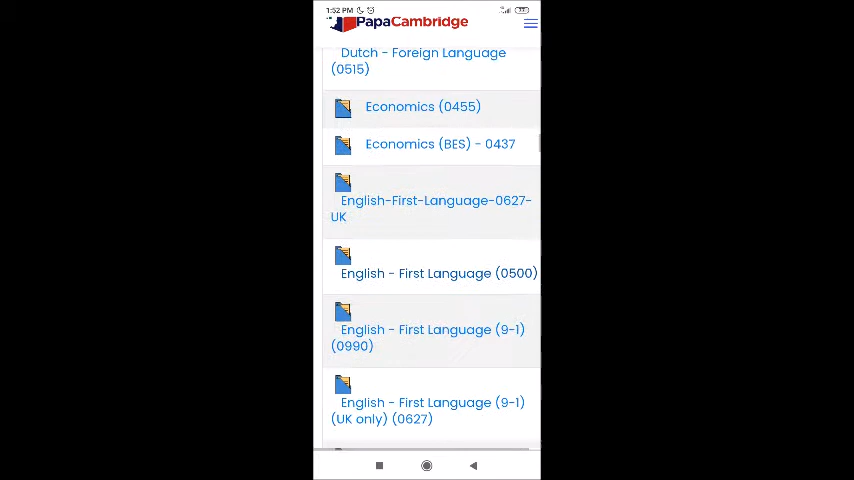 1:52 PM
77
PapaCambridge
Dutch - Foreign Language
(0515)
Economics (0455)
Economics (BES) - 0437
English-First-Language-0627-
UK
English - First Language (0500)
English - First Language (9-1)
(0990)
English - First Language (9-1)
(UK only) (0627)